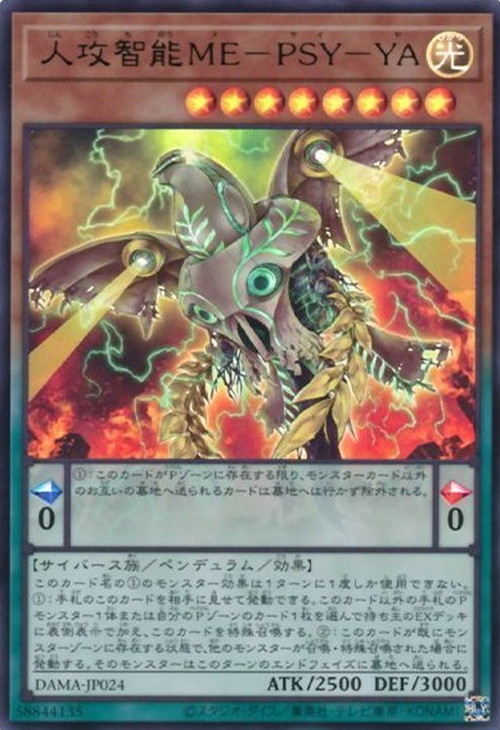 人攻智能ME－PSY－YA
光
①：このカードがPゾーンに存在する限り、モンスターカード以外
のお互いの墓地へ送られるカードは墓地へは行かず除外される。
0
0
【サイバース族／ペンデュラム／効果】
このカード名の①のモンスター効果は1ターンに1度しか使用できない。
①：手札のこのカードを相手に見せて発動できる。このカード以外の手札のP
モンスター1体または自分のPゾーンのカード1枚を選んで持ち主のEXデッキ
に表側表示で加え、このカードを特殊召喚する。②：このカードが既にモンス
ターゾーンに存在する状態で、他のモンスターが召喚・特殊召喚された場合に
発動する。そのモンスターはこのターンのエンドフェイズに墓地へ送られる。
DAMA-JP024
ATK/2500 DEF/3000
58844135
©スタジオ・ダイス／集英社・テレビ東京・KONAMI